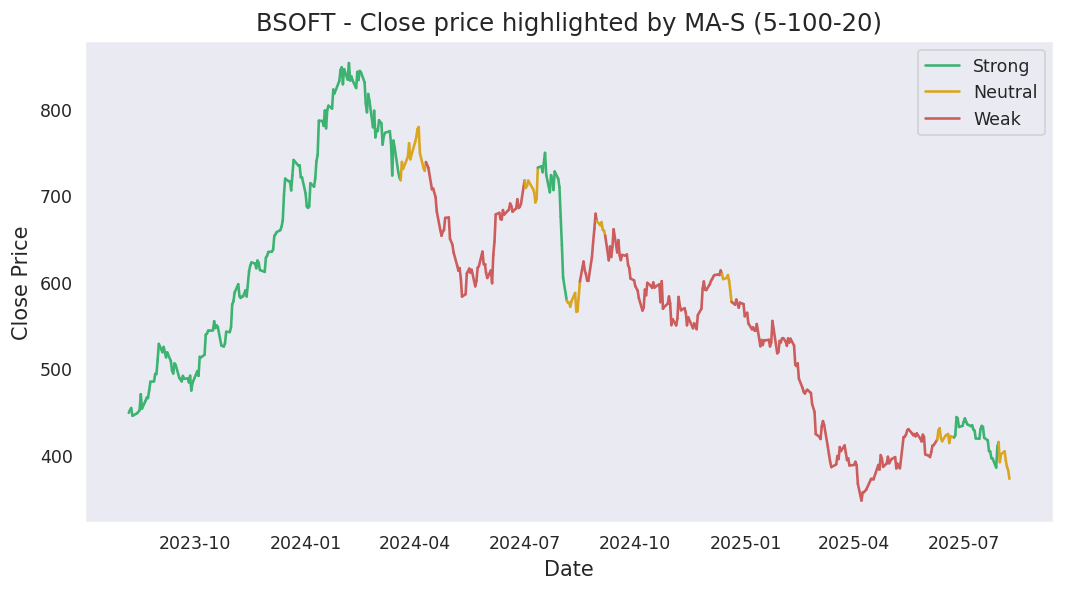 BSOFT - Close price highlighted by MA-S (5-100-20)
Strong
Neutral
Weak
Close Price
800
700
600
500
400
2023-10 2024-01 2024-04 2024-07 2024-10 2025-01 2025-04 2025-07
Date